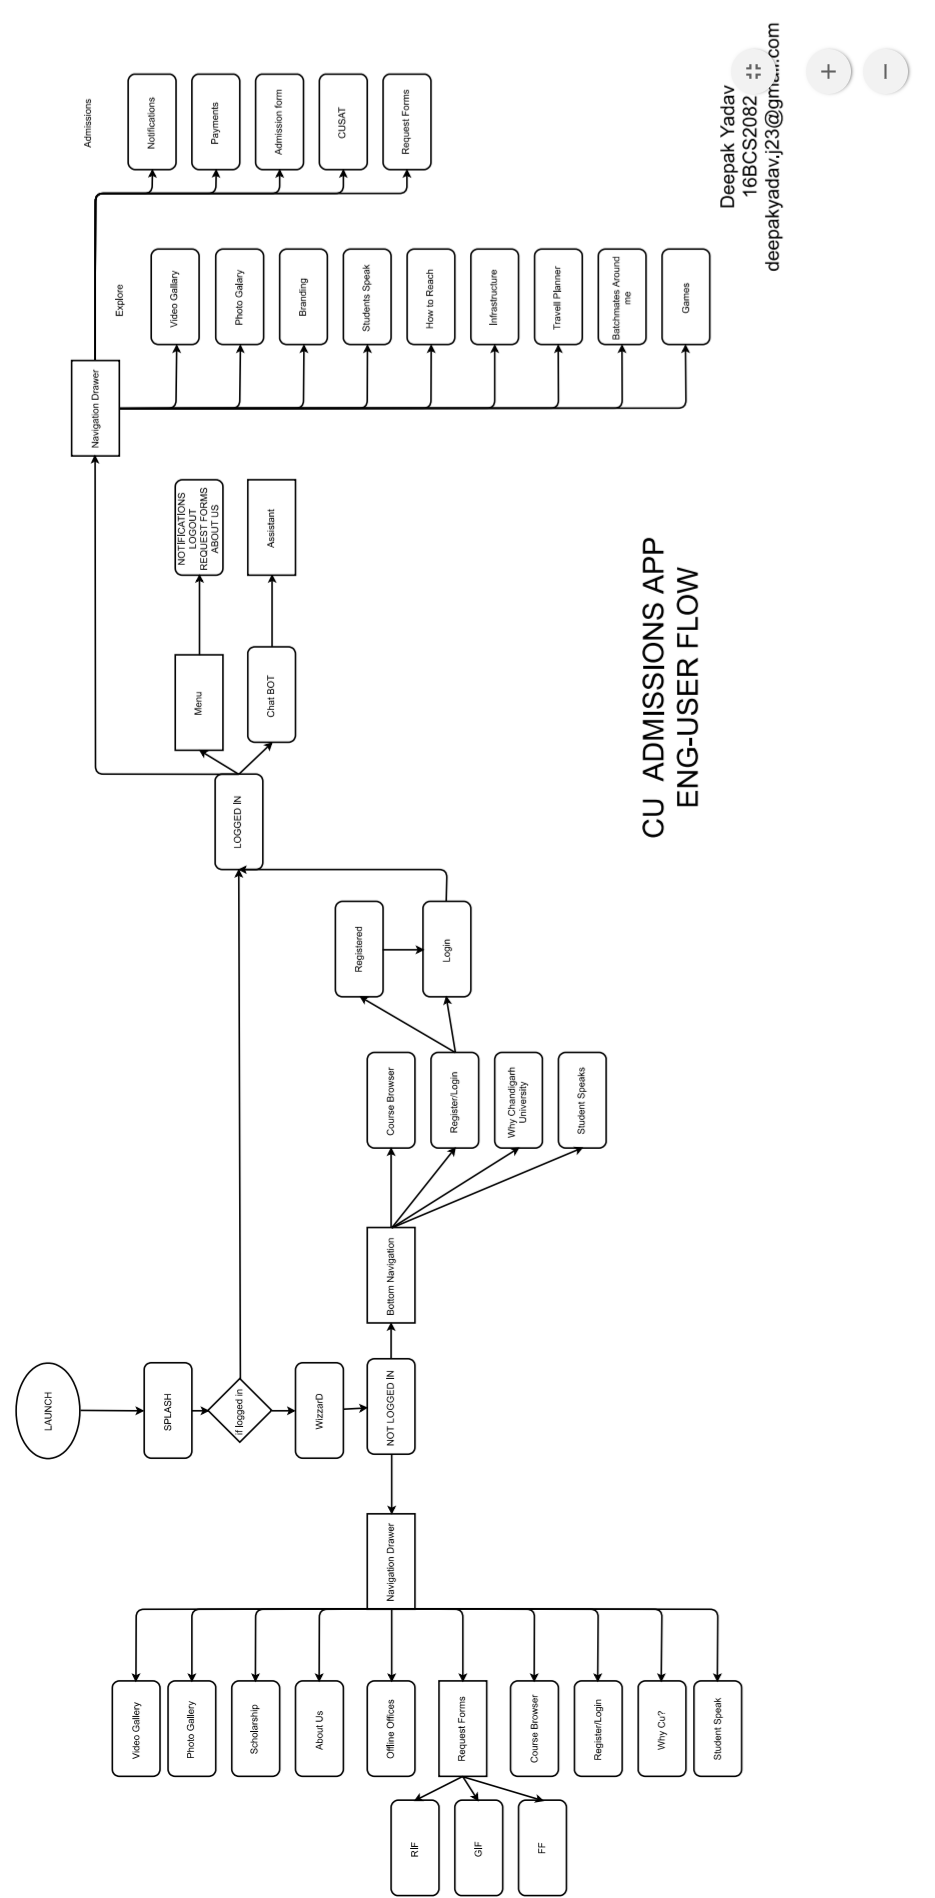 Deepak Yadav
16BCS2082
CU ADMISSIONS APP
ENG-USER FLOW
LAUNCH
SPLASH
if logged in
WizzarD
NOT LOGGED IN
Navigation Drawer
Video Gallery
Photo Gallery
Scholarship
About Us
Offline Offices
Request Forms
Course Browser
Register/Login
Why Cu?
Student Speak
RIF
GIF
FF
Bottom Navigation
Course Browser
Register/Login
Why Chandigarh
University
Student Speaks
Registered
Login
LOGGED IN
Menu
NOTIFICATIONS
LOGOUT
REQUEST FORMS
ABOUT US
Chat BOT
Assistant
Navigation Drawer
Admissions
Notifications
Payments
Admission form
CUSAT
Request Forms
Explore
Video Gallary
Photo Galary
Branding
Students Speak
How to Reach
Infrastructure
Travell Planner
Batchmates Around
me
Games